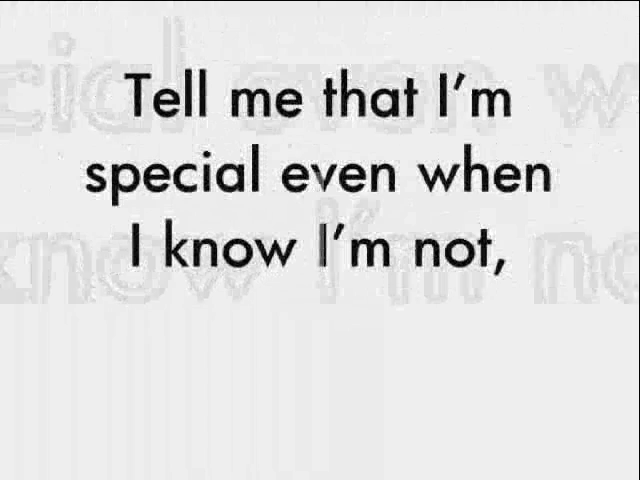 Tell me that I'm
special even when
I know I'm not,